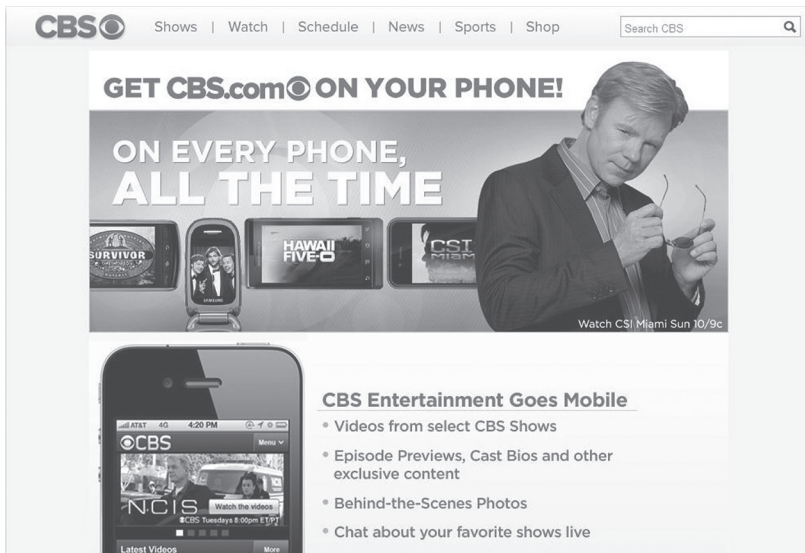 CBS
Shows | Watch | Schedule | News | Sports | Shop
Search CBS
GET CBS.com ON YOUR PHONE!
ON EVERY PHONE,
ALL THE TIME
SURVIVOR
SAMSUNG
HAWAII
FIVE-O
CSI
MIAMI
Watch CSI Miami Sun 10/9c
AT&T 4G 4:20 PM
CBS Menu
NCIS
Watch the videos
CBS Tuesdays 8:00pm ET/PT
Latest Videos More
CBS Entertainment Goes Mobile
• Videos from select CBS Shows
• Episode Previews, Cast Bios and other
exclusive content
• Behind-the-Scenes Photos
• Chat about your favorite shows live